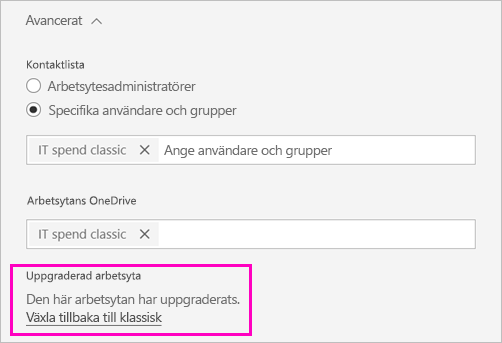 Avancerat
Kontaktlista
Arbetsytesadministratörer
Specifika användare och grupper
IT spend classic Ange användare och grupper
Arbetsytans OneDrive
IT spend classic
Uppgraderad arbetsyta
Den här arbetsytan har uppgraderats.
Växla tillbaka till klassisk